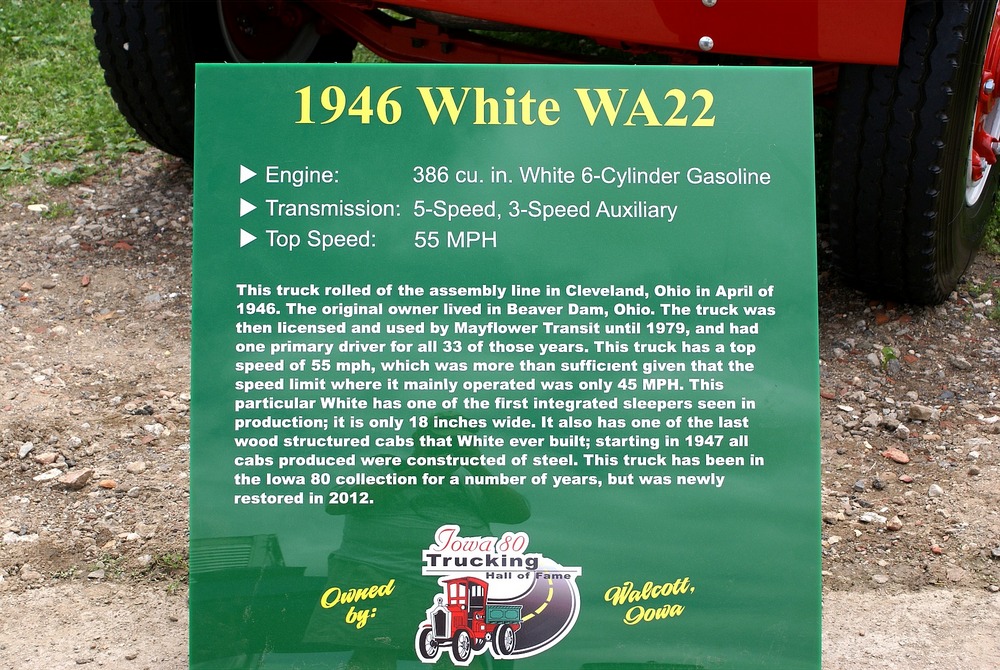 1946 White WA22
Engine: 386 cu. in. White 6-Cylinder Gasoline
Transmission: 5-Speed, 3-Speed Auxiliary
Top Speed: 55 MPH
This truck rolled of the assembly line in Cleveland, Ohio in April of
1946. The original owner lived in Beaver Dam, Ohio. The truck was
then licensed and used by Mayflower Transit until 1979, and had
one primary driver for all 33 of those years. This truck has a top
speed of 55 mph, which was more than sufficient given that the
speed limit where it mainly operated was only 45 MPH. This
particular White has one of the first integrated sleepers seen in
production; it is only 18 inches wide. It also has one of the last
wood structured cabs that White ever built; starting in 1947 all
cabs produced were constructed of steel. This truck has been in
the Iowa 80 collection for a number of years, but was newly
restored in 2012.
Owned
by:
Iowa 80
Trucking
Hall of Fame
Walcott,
Iowa